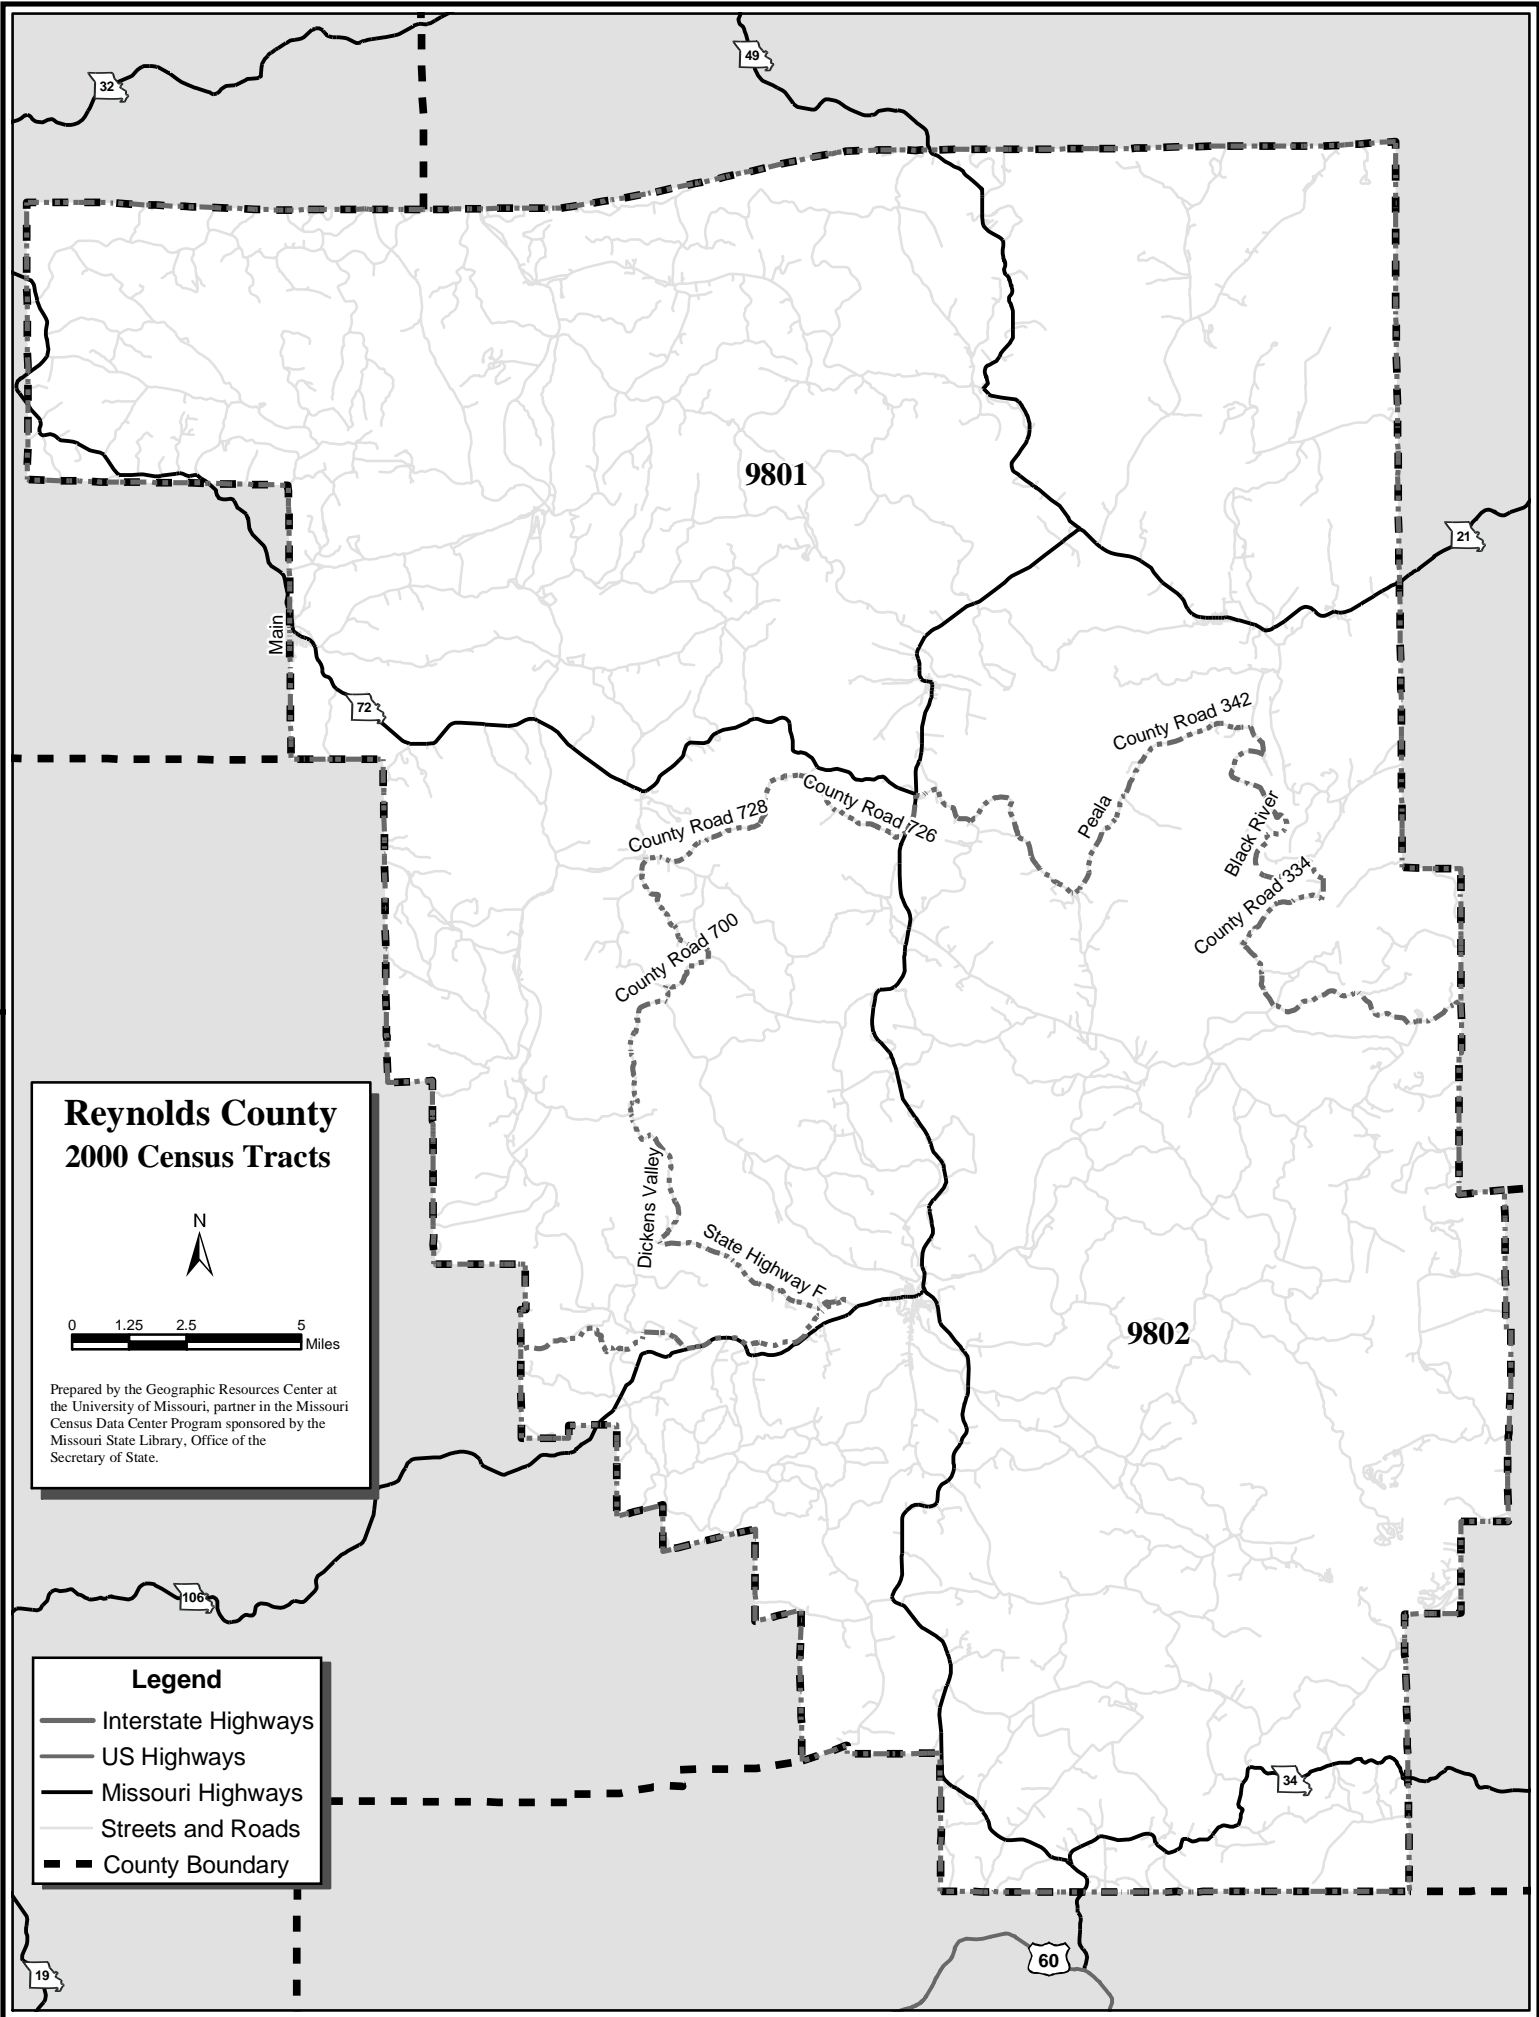 32
49
9801
21
Main
72
County Road 342
County Road 728
County Road 726
Peala
Black River
County Road 334
County Road 700
Reynolds County
2000 Census Tracts
N
0 1.25 2.5 5
Miles
Prepared by the Geographic Resources Center at
the University of Missouri, partner in the Missouri
Census Data Center Program sponsored by the
Missouri State Library, Office of the
Secretary of State.
Dickens Valley
State Highway F
9802
106
Legend
Interstate Highways
US Highways
Missouri Highways
Streets and Roads
County Boundary
34
60
19